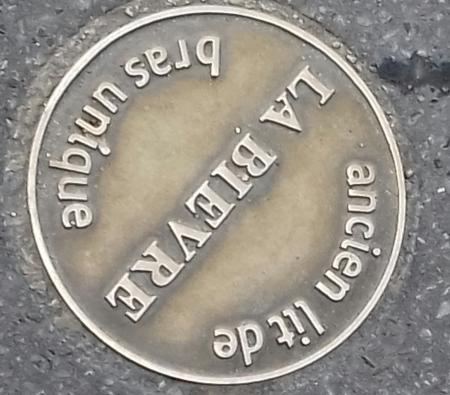 ancien lit de
LA BIEVRE
bras unique